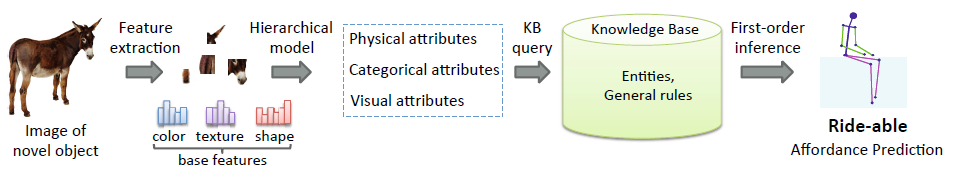 Image of
novel object
Feature
extraction
color texture shape
base features
Hierarchical
model
Physical attributes
Categorical attributes
Visual attributes
KB
query
Knowledge Base
Entities,
General rules
First-order
inference
Ride-able
Affordance Prediction